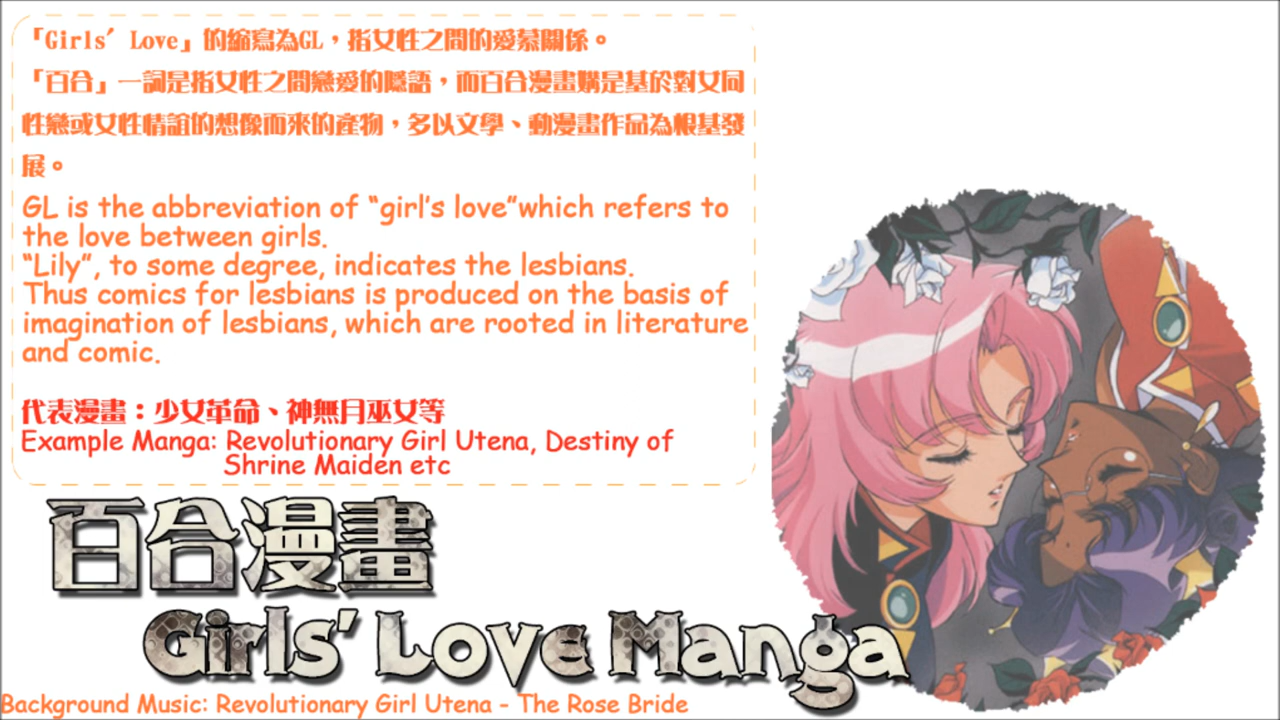 「Girls' Love」的縮寫為GL，指女性之間的愛慕關係。
「百合」一詞是指女性之間戀愛的隱語，而百合漫畫購是基於對女同
性戀或女性情誼的想像而來的產物，多以文學、動漫畫作品為根基發
展。
GL is the abbreviation of “girl's love”which refers to
the love between girls.
“Lily”, to some degree, indicates the lesbians.
Thus comics for lesbians is produced on the basis of
imagination of lesbians, which are rooted in literature
and comic.
代表漫畫：少女革命、神無月巫女等
Example Manga: Revolutionary Girl Utena, Destiny of
Shrine Maiden etc
百合漫畫
Girls' Love Manga
Background Music: Revolutionary Girl Utena - The Rose Bride